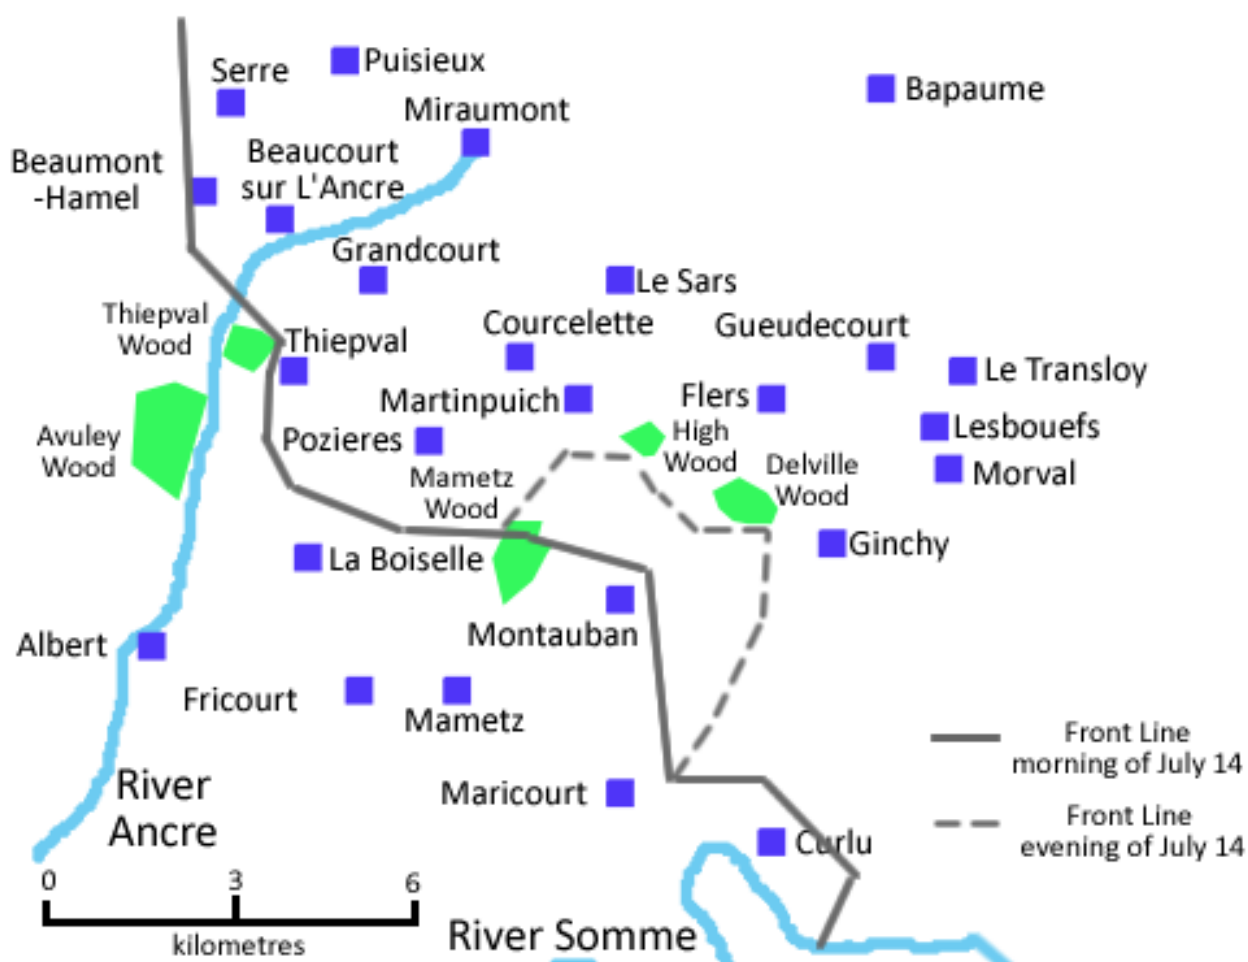 Serre
Puisieux
Bapaume
Miraumont
Beaumont
-Hamel
Beaucourt
sur L'Ancre
Grandcourt
Le Sars
Thiepval
Wood
Thiepval
Courcelette
Gueudecourt
Le Transloy
Martinpuich
Flers
Lesbouefs
Avuley
Wood
Pozieres
High
Wood
Mametz
Wood
Delville
Wood
Morval
La Boiselle
Ginchy
Albert
Montauban
Fricourt
Mametz
Maricourt
Front Line
morning of July 14
River
Ancre
Curlu
Front Line
evening of July 14
0 3 6
kilometres
River Somme